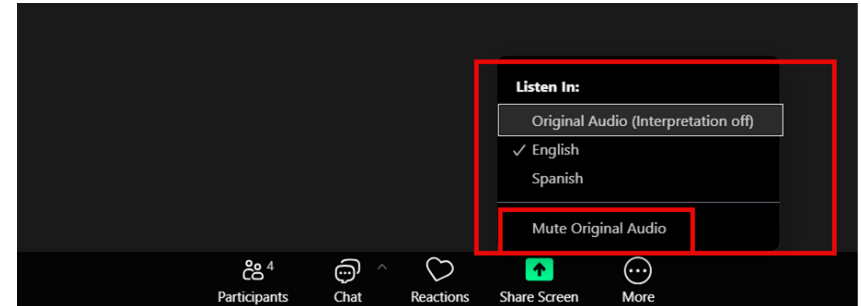 Listen In:
Original Audio (Interpretation off)
✓ English
Spanish
Mute Original Audio
4
Participants
Chat
Reactions
Share Screen
More